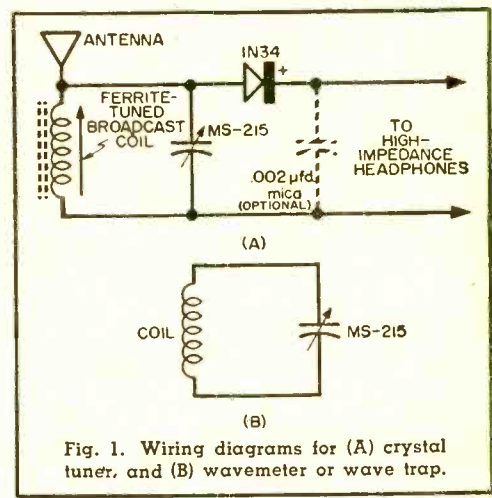 ANTENNA
1N34
+
FERRITE-
TUNED
BROADCAST
COIL
MS-215
TO
HIGH-
IMPEDANCE
HEADPHONES
.002 µfd.
mica
(OPTIONAL)
(A)
COIL
MS-215
(B)
Fig. 1. Wiring diagrams for (A) crystal
tuner, and (B) wavemeter or wave trap.